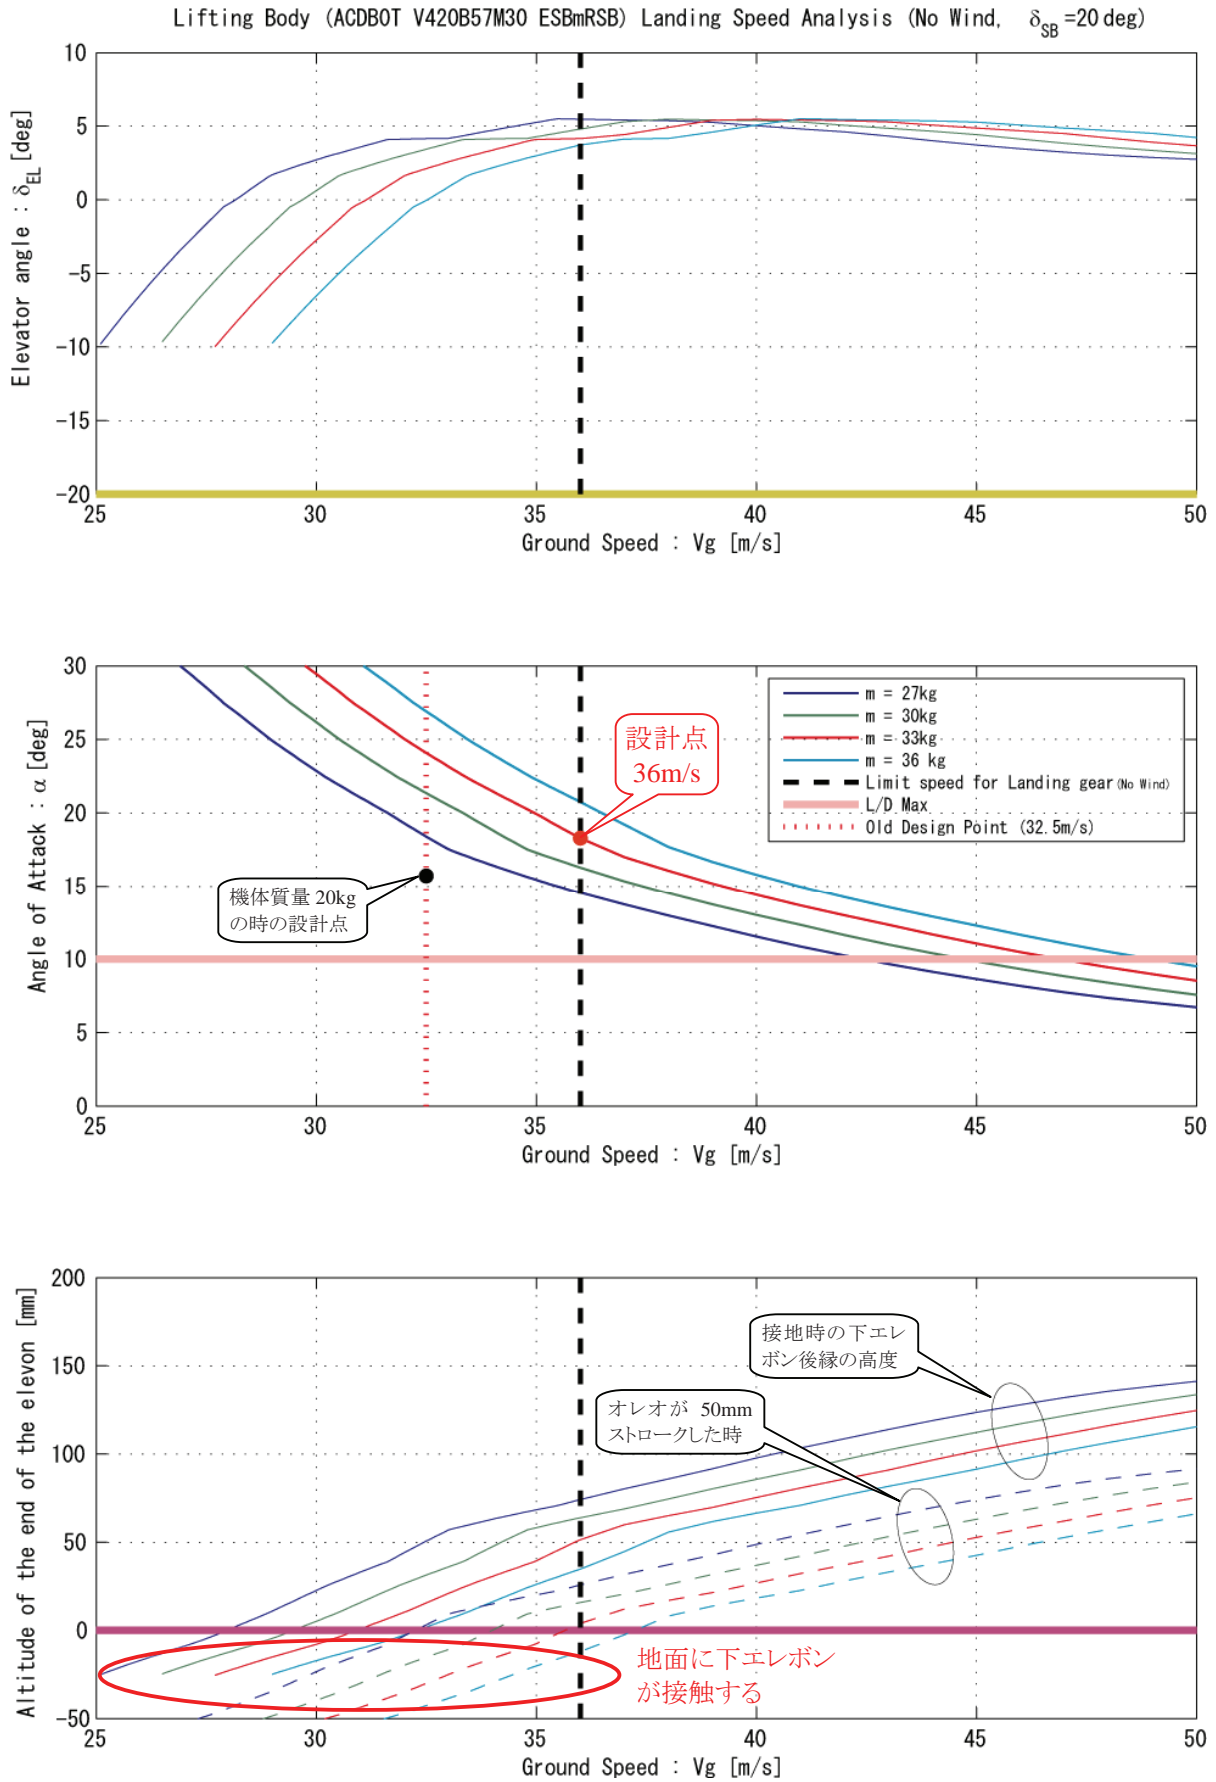 Lifting Body (ACDBOT V420B57M30 ESBmRSB) Landing Speed Analysis (No Wind, δSB=20 deg)
Elevator angle : δEL [deg]
10
5
0
-5
-10
-15
-20
25 30 35 40 45 50
Ground Speed : Vg [m/s]
Angle of Attack : α [deg]
30
25
20
15
10
5
0
m = 27kg
m = 30kg
m = 33kg
m = 36 kg
Limit speed for Landing gear (No Wind)
L/D Max
Old Design Point (32.5m/s)
設計点
36m/s
機体質量 20kg
の時の設計点
25 30 35 40 45 50
Ground Speed : Vg [m/s]
Altitude of the end of the elevon [mm]
200
150
100
50
0
-50
接地時の下エレ
ボン後縁の高度
オレオが 50mm
ストロークした時
地面に下エレボン
が接触する
25 30 35 40 45 50
Ground Speed : Vg [m/s]